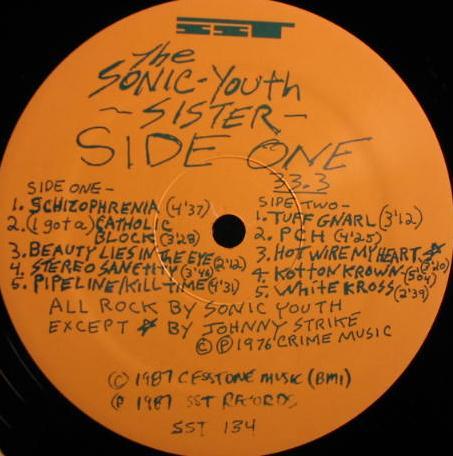 SST
The
SONIC-YOUTH
~SISTER~
SIDE ONE
33.3
SIDE ONE-
1. SCHIZOPHRENIA (4'37)
2. (I got a) CATHOLIC
BLOCK (3'28)
3. BEAUTY LIES IN THE EYE (2'12)
4. STEREO SANCTITY (3'46)
5. PIPELINE/KILL TIME (4'31)
SIDE TWO-
1. TUFF GNARL (3'12)
2. PCH (4'25)
3. HOT WIRE MY HEART ☆ (3'20)
4. KOTTON KROWN (5'04)
5. WHITE KROSS (2'39)
ALL ROCK BY SONIC YOUTH
EXCEPT ☆ BY JOHNNY STRIKE
© ℗ 1976 CRIME MUSIC
© 1987 CESSTONE MUSIC (BMI)
℗ 1987 SST RECORDS
SST 134